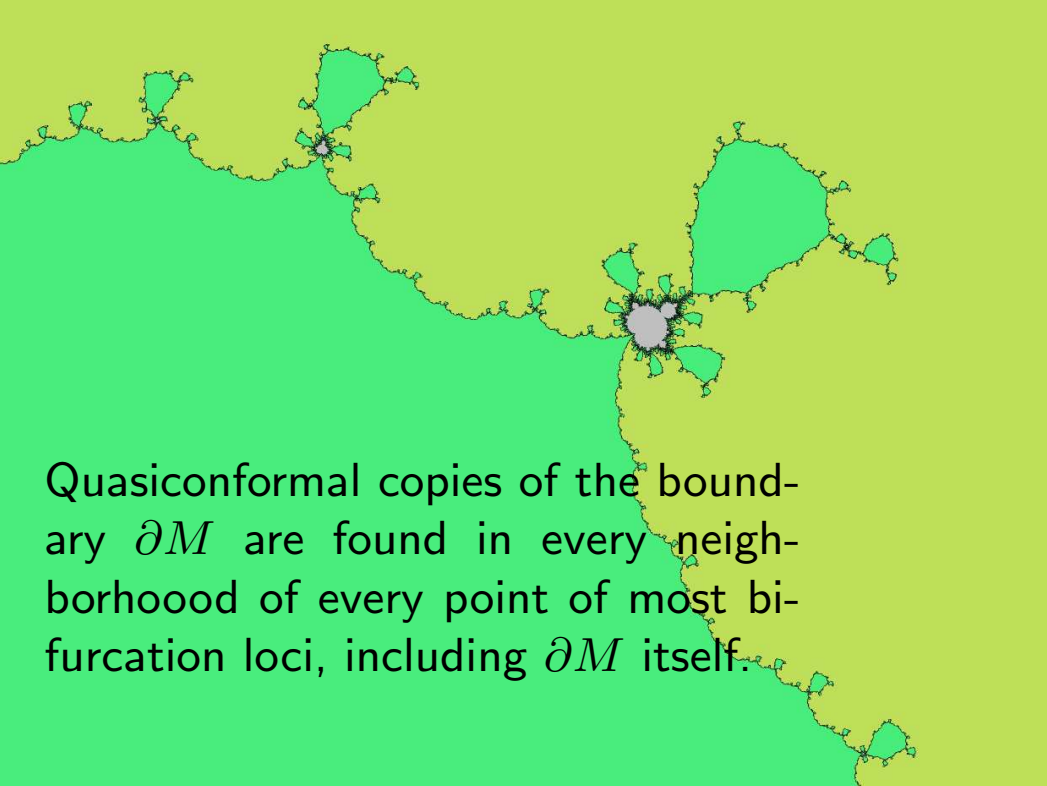 Quasiconformal copies of the bound-
ary ∂M are found in every neigh-
borhoood of every point of most bi-
furcation loci, including ∂M itself.